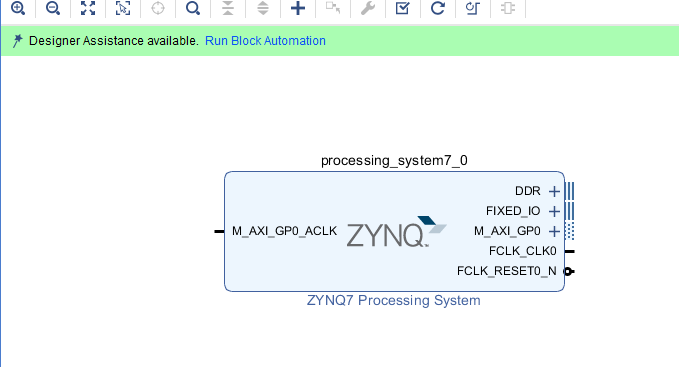 Designer Assistance available. Run Block Automation
processing_system7_0
DDR
FIXED_IO
M_AXI_GP0_ACLK ZYNQ M_AXI_GP0
FCLK_CLK0
FCLK_RESET0_N
ZYNQ7 Processing System